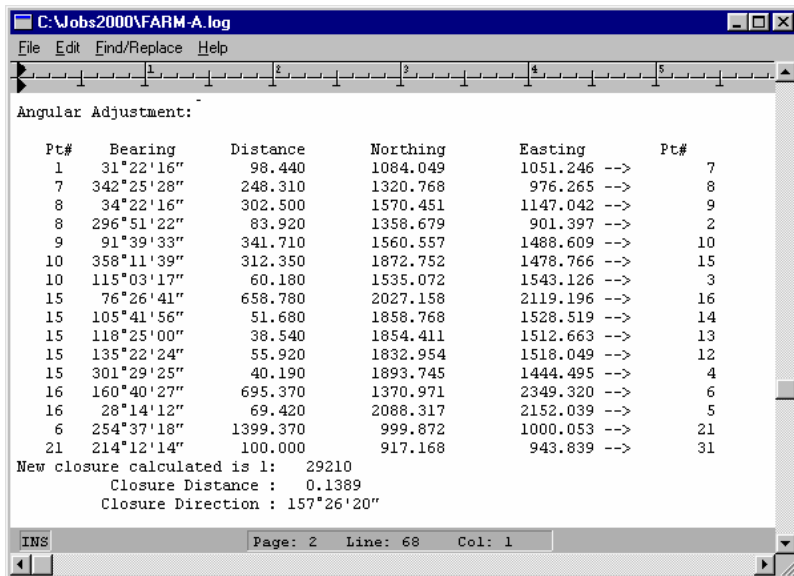 C:\Jobs2000\FARM-A.log
File Edit Find/Replace Help
1 2 3 4 5
Angular Adjustment:
Pt# Bearing Distance Northing Easting Pt#
1 31°22'16" 98.440 1084.049 1051.246 --> 7
7 342°25'28" 248.310 1320.768 976.265 --> 8
8 34°22'16" 302.500 1570.451 1147.042 --> 9
8 296°51'22" 83.920 1358.679 901.397 --> 2
9 91°39'33" 341.710 1560.557 1488.609 --> 10
10 358°11'39" 312.350 1872.752 1478.766 --> 15
10 115°03'17" 60.180 1535.072 1543.126 --> 3
15 76°26'41" 658.780 2027.158 2119.196 --> 16
15 105°41'56" 51.680 1858.768 1528.519 --> 14
15 118°25'00" 38.540 1854.411 1512.663 --> 13
15 135°22'24" 55.920 1832.954 1518.049 --> 12
15 301°29'25" 40.190 1893.745 1444.495 --> 4
16 160°40'27" 695.370 1370.971 2349.320 --> 6
16 28°14'12" 69.420 2088.317 2152.039 --> 5
6 254°37'18" 1399.370 999.872 1000.053 --> 21
21 214°12'14" 100.000 917.168 943.839 --> 31
New closure calculated is 1: 29210
Closure Distance : 0.1389
Closure Direction : 157°26'20"
INS Page: 2 Line: 68 Col: 1